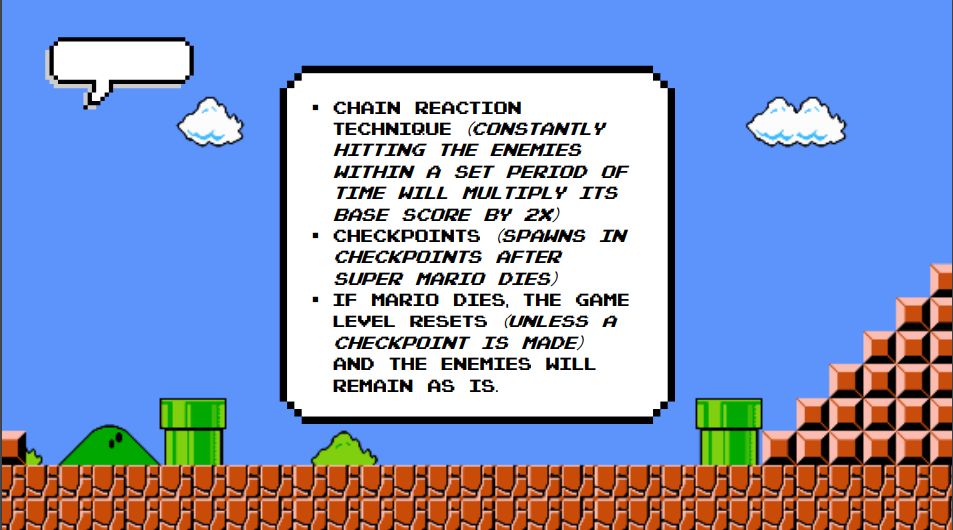 ▪ CHAIN REACTION
TECHNIQUE (CONSTANTLY
HITTING THE ENEMIES
WITHIN A SET PERIOD OF
TIME WILL MULTIPLY ITS
BASE SCORE BY 2X)
▪ CHECKPOINTS (SPAWNS IN
CHECKPOINTS AFTER
SUPER MARIO DIES)
▪ IF MARIO DIES, THE GAME
LEVEL RESETS (UNLESS A
CHECKPOINT IS MADE)
AND THE ENEMIES WILL
REMAIN AS IS.